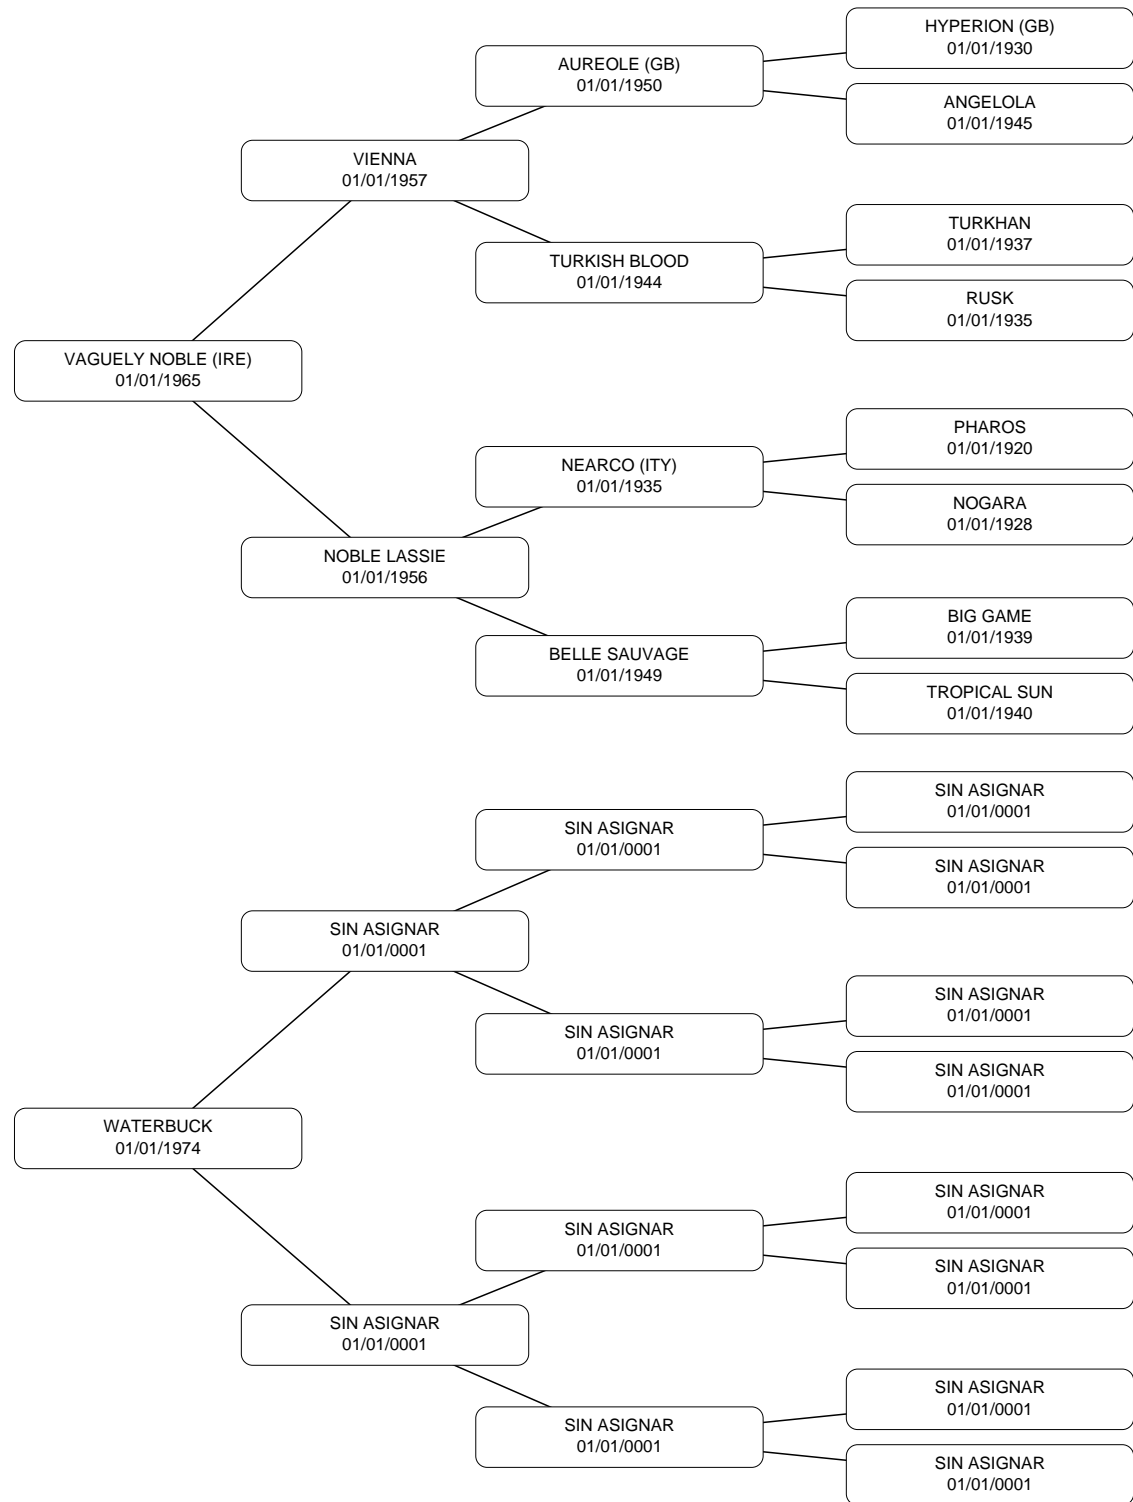 HYPERION (GB)
01/01/1930
AUREOLE (GB)
01/01/1950
ANGELOLA
01/01/1945
VIENNA
01/01/1957
TURKHAN
01/01/1937
TURKISH BLOOD
01/01/1944
RUSK
01/01/1935
VAGUELY NOBLE (IRE)
01/01/1965
PHAROS
01/01/1920
NEARCO (ITY)
01/01/1935
NOGARA
01/01/1928
NOBLE LASSIE
01/01/1956
BIG GAME
01/01/1939
BELLE SAUVAGE
01/01/1949
TROPICAL SUN
01/01/1940
SIN ASIGNAR
01/01/0001
SIN ASIGNAR
01/01/0001
SIN ASIGNAR
01/01/0001
SIN ASIGNAR
01/01/0001
SIN ASIGNAR
01/01/0001
SIN ASIGNAR
01/01/0001
SIN ASIGNAR
01/01/0001
WATERBUCK
01/01/1974
SIN ASIGNAR
01/01/0001
SIN ASIGNAR
01/01/0001
SIN ASIGNAR
01/01/0001
SIN ASIGNAR
01/01/0001
SIN ASIGNAR
01/01/0001
SIN ASIGNAR
01/01/0001
SIN ASIGNAR
01/01/0001